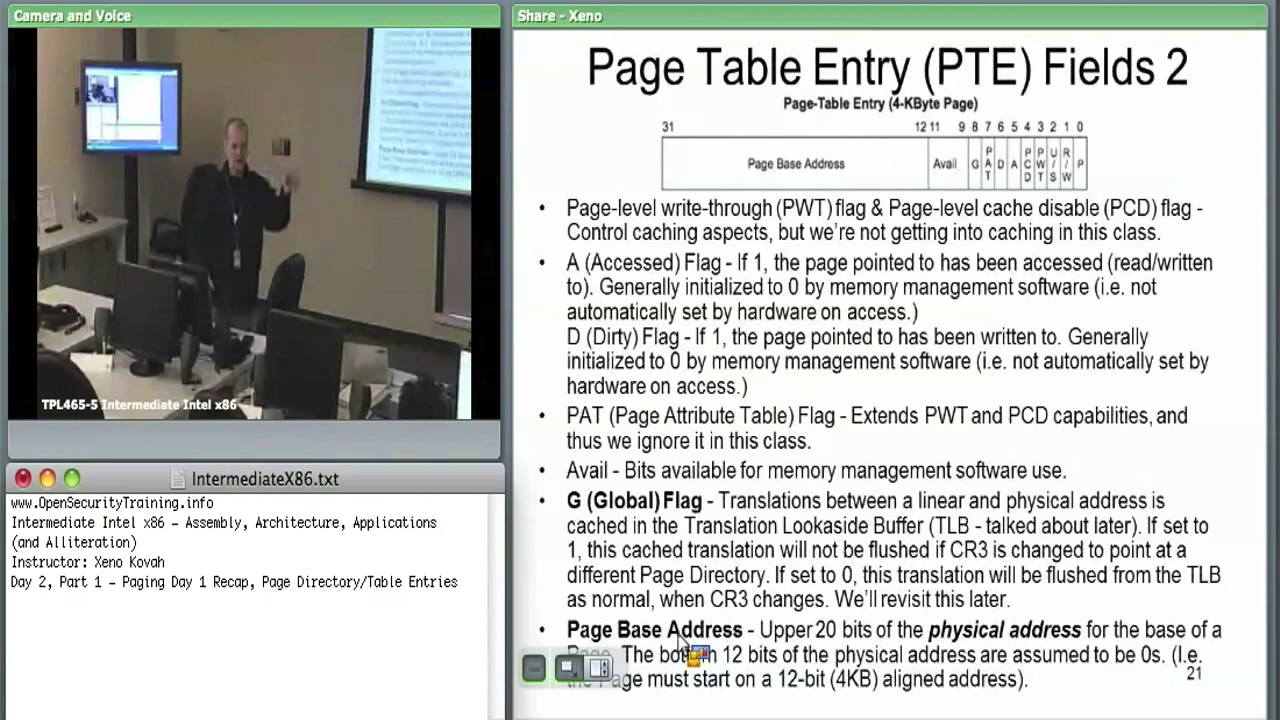 Camera and Voice
TPL465-5 Intermediate Intel x86
IntermediateX86.txt
www.OpenSecurityTraining.info
Intermediate Intel x86 – Assembly, Architecture, Applications
(and Alliteration)
Instructor: Xeno Kovah
Day 2, Part 1 – Paging Day 1 Recap, Page Directory/Table Entries
Share - Xeno
Page Table Entry (PTE) Fields 2
Page-Table Entry (4-KByte Page)
31 12 11 9 8 7 6 5 4 3 2 1 0
Page Base Address Avail G PAT D A PCD PWT U/S R/W P
• Page-level write-through (PWT) flag & Page-level cache disable (PCD) flag -
Control caching aspects, but we're not getting into caching in this class.
• A (Accessed) Flag - If 1, the page pointed to has been accessed (read/written
to). Generally initialized to 0 by memory management software (i.e. not
automatically set by hardware on access.)
D (Dirty) Flag - If 1, the page pointed to has been written to. Generally
initialized to 0 by memory management software (i.e. not automatically set by
hardware on access.)
• PAT (Page Attribute Table) Flag - Extends PWT and PCD capabilities, and
thus we ignore it in this class.
• Avail - Bits available for memory management software use.
• G (Global) Flag - Translations between a linear and physical address is
cached in the Translation Lookaside Buffer (TLB - talked about later). If set to
1, this cached translation will not be flushed if CR3 is changed to point at a
different Page Directory. If set to 0, this translation will be flushed from the TLB
as normal, when CR3 changes. We'll revisit this later.
• Page Base Address - Upper 20 bits of the physical address for the base of a
The bottom 12 bits of the physical address are assumed to be 0s. (I.e.
Page must start on a 12-bit (4KB) aligned address).
21